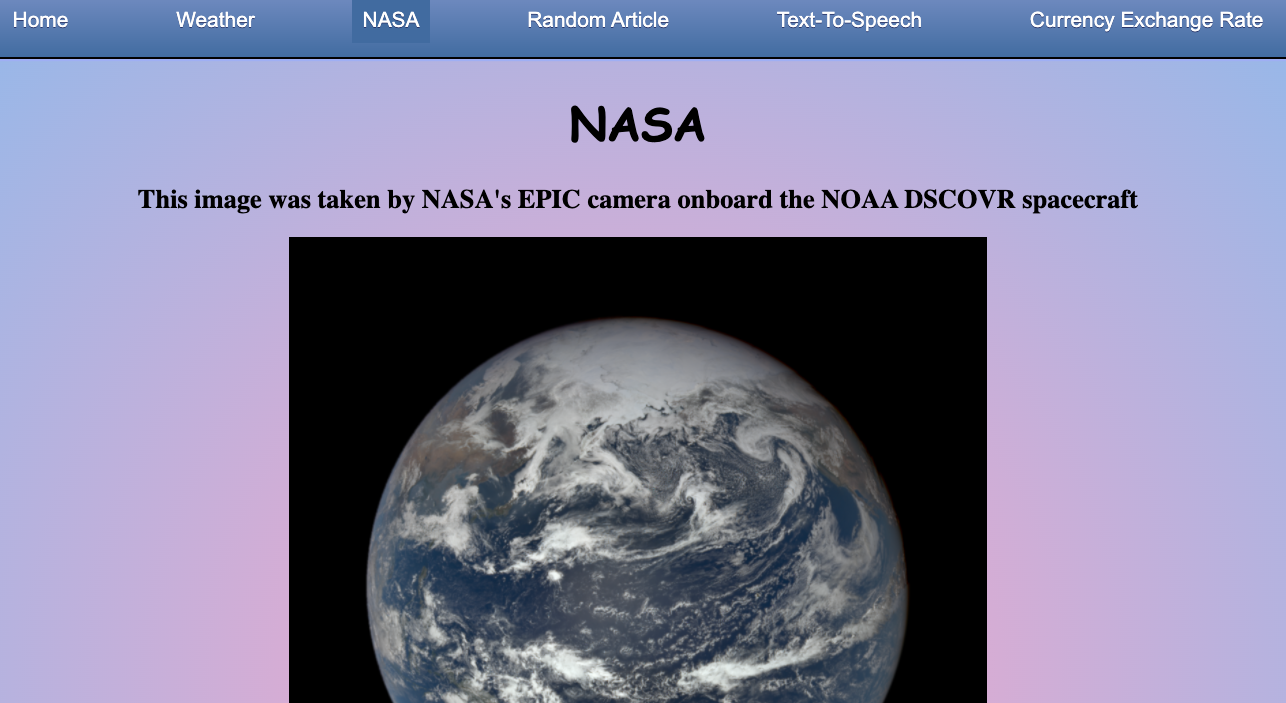 Home Weather NASA Random Article Text-To-Speech Currency Exchange Rate
NASA
This image was taken by NASA's EPIC camera onboard the NOAA DSCOVR spacecraft